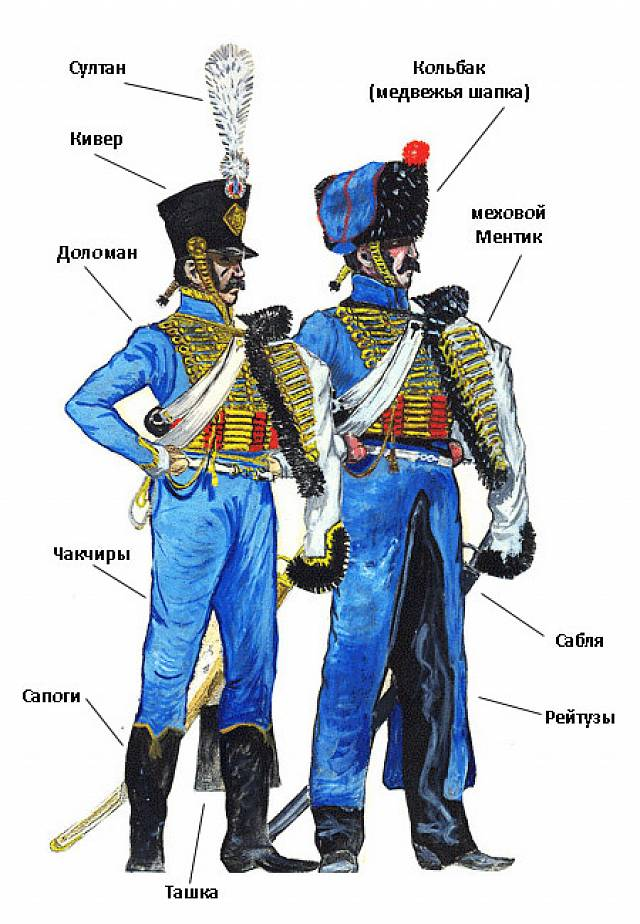 Султан
Кольбак
(медвежья шапка)
Кивер
меховой
Ментик
Доломан
Чакчиры
Сабля
Сапоги
Рейтузы
Ташка